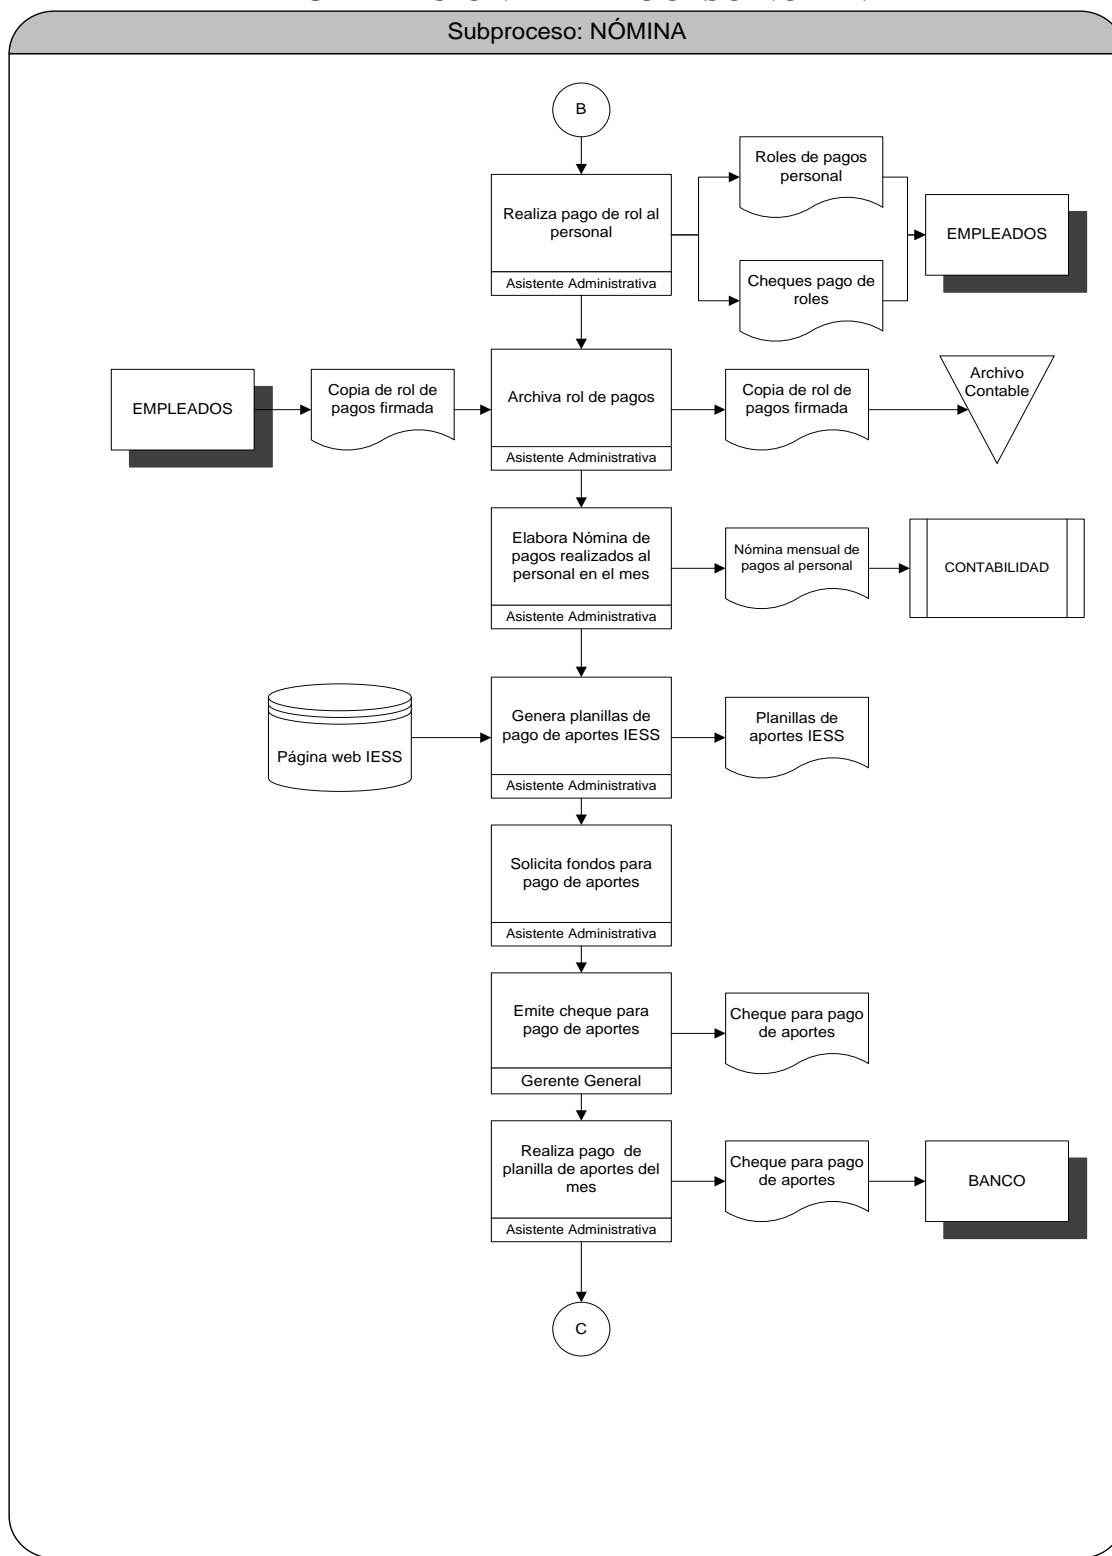 Subproceso: NÓMINA
B
Realiza pago de rol al
personal
Asistente Administrativa
Roles de pagos
personal
Cheques pago de
roles
EMPLEADOS
EMPLEADOS
Copia de rol de
pagos firmada
Archiva rol de pagos
Asistente Administrativa
Copia de rol de
pagos firmada
Archivo
Contable
Elabora Nómina de
pagos realizados al
personal en el mes
Asistente Administrativa
Nómina mensual de
pagos al personal
CONTABILIDAD
Página web IESS
Genera planillas de
pago de aportes IESS
Asistente Administrativa
Planillas de
aportes IESS
Solicita fondos para
pago de aportes
Asistente Administrativa
Emite cheque para
pago de aportes
Gerente General
Cheque para pago
de aportes
Realiza pago de
planilla de aportes del
mes
Asistente Administrativa
Cheque para pago
de aportes
BANCO
C